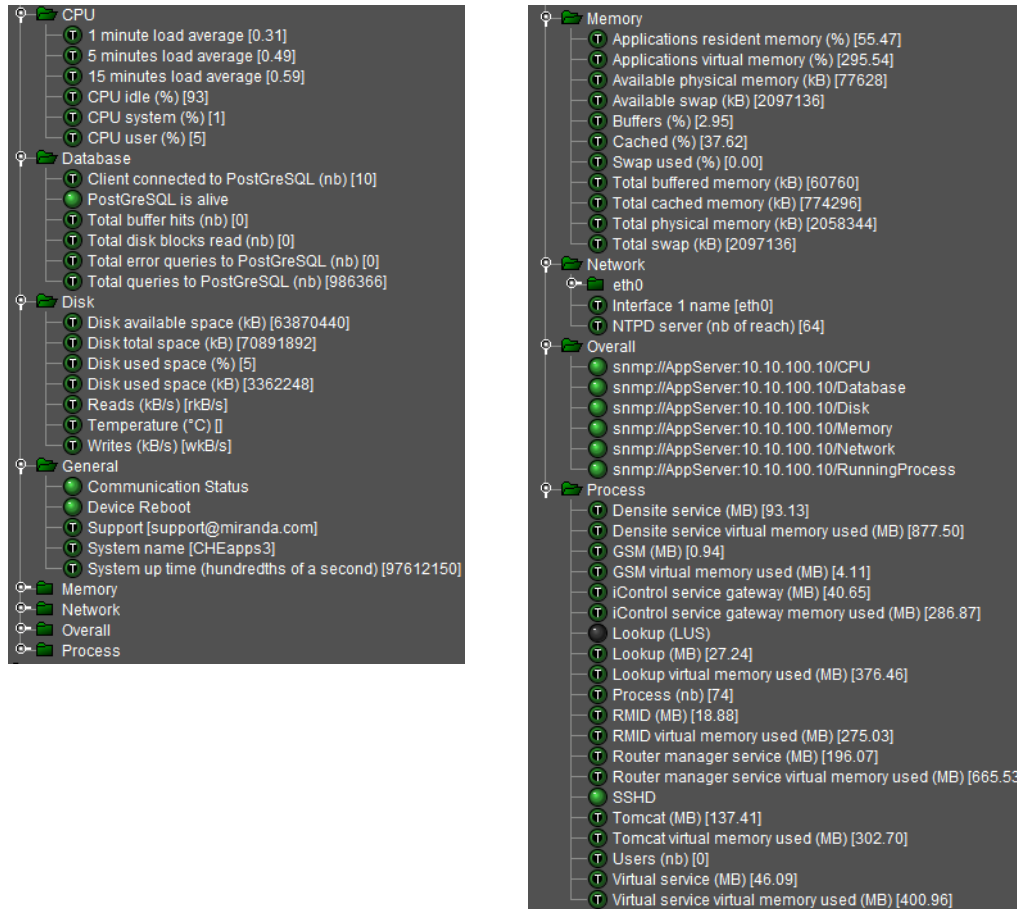 CPU
1 minute load average [0.31]
5 minutes load average [0.49]
15 minutes load average [0.59]
CPU idle (%) [93]
CPU system (%) [1]
CPU user (%) [5]
Database
Client connected to PostGreSQL (nb) [10]
PostGreSQL is alive
Total buffer hits (nb) [0]
Total disk blocks read (nb) [0]
Total error queries to PostGreSQL (nb) [0]
Total queries to PostGreSQL (nb) [986366]
Disk
Disk available space (kB) [63870440]
Disk total space (kB) [70891892]
Disk used space (%) [5]
Disk used space (kB) [3362248]
Reads (kB/s) [rkB/s]
Temperature (°C) []
Writes (kB/s) [wkB/s]
General
Communication Status
Device Reboot
Support [support@miranda.com]
System name [CHEapps3]
System up time (hundredths of a second) [97612150]
Memory
Network
Overall
Process
Memory
Applications resident memory (%) [55.47]
Applications virtual memory (%) [295.54]
Available physical memory (kB) [77628]
Available swap (kB) [2097136]
Buffers (%) [2.95]
Cached (%) [37.62]
Swap used (%) [0.00]
Total buffered memory (kB) [60760]
Total cached memory (kB) [774296]
Total physical memory (kB) [2058344]
Total swap (kB) [2097136]
Network
eth0
Interface 1 name [eth0]
NTPD server (nb of reach) [64]
Overall
snmp://AppServer:10.10.100.10/CPU
snmp://AppServer:10.10.100.10/Database
snmp://AppServer:10.10.100.10/Disk
snmp://AppServer:10.10.100.10/Memory
snmp://AppServer:10.10.100.10/Network
snmp://AppServer:10.10.100.10/RunningProcess
Process
Densite service (MB) [93.13]
Densite service virtual memory used (MB) [877.50]
GSM (MB) [0.94]
GSM virtual memory used (MB) [4.11]
iControl service gateway (MB) [40.65]
iControl service gateway memory used (MB) [286.87]
Lookup (LUS)
Lookup (MB) [27.24]
Lookup virtual memory used (MB) [376.46]
Process (nb) [74]
RMID (MB) [18.88]
RMID virtual memory used (MB) [275.03]
Router manager service (MB) [196.07]
Router manager service virtual memory used (MB) [665.53
SSHD
Tomcat (MB) [137.41]
Tomcat virtual memory used (MB) [302.70]
Users (nb) [0]
Virtual service (MB) [46.09]
Virtual service virtual memory used (MB) [400.96]